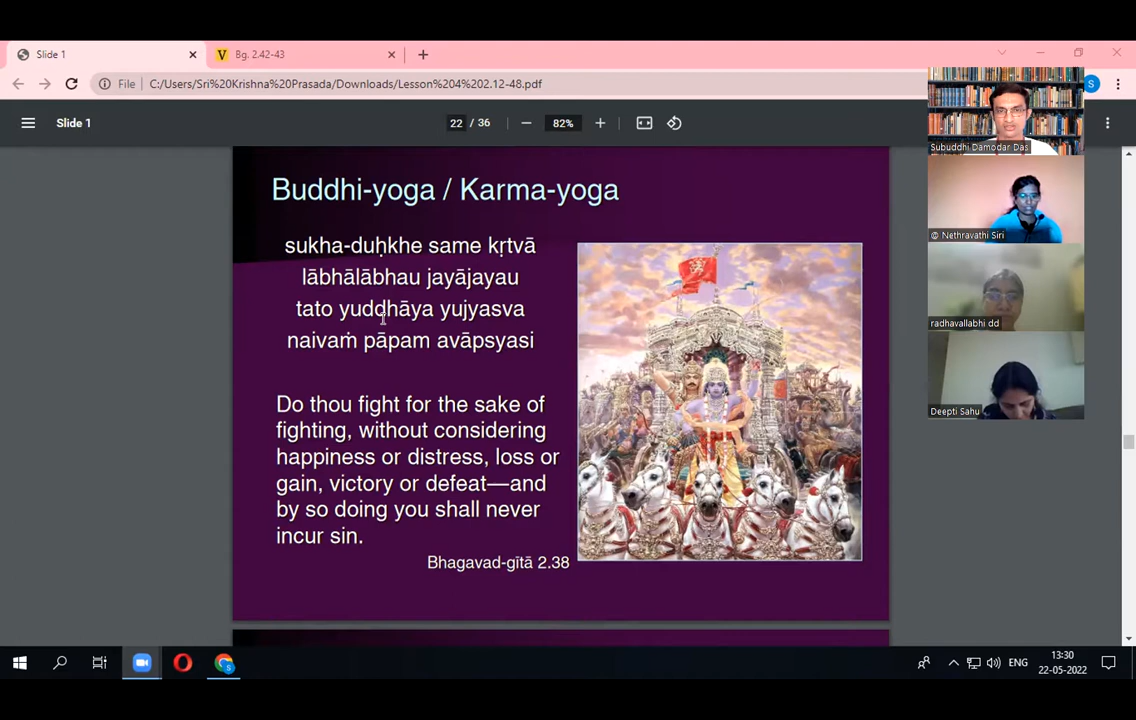 Slide 1
Bg. 2.42-43
File
C:/Users/Sri%20Krishna%20Prasada/Downloads/Lesson%204%202.12-48.pdf
S
Slide 1
22 / 36
82%
Subuddhi Damodar Das
@ Nethravathi Siri
radhavallabhi dd
Deepti Sahu
Buddhi-yoga / Karma-yoga
sukha-duḥkhe same kṛtvā
lābhālābhau jayājayau
tato yuddhāya yujyasva
naivaṁ pāpam avāpsyasi
Do thou fight for the sake of
fighting, without considering
happiness or distress, loss or
gain, victory or defeat—and
by so doing you shall never
incur sin.
Bhagavad-gītā 2.38
ENG
13:30
22-05-2022